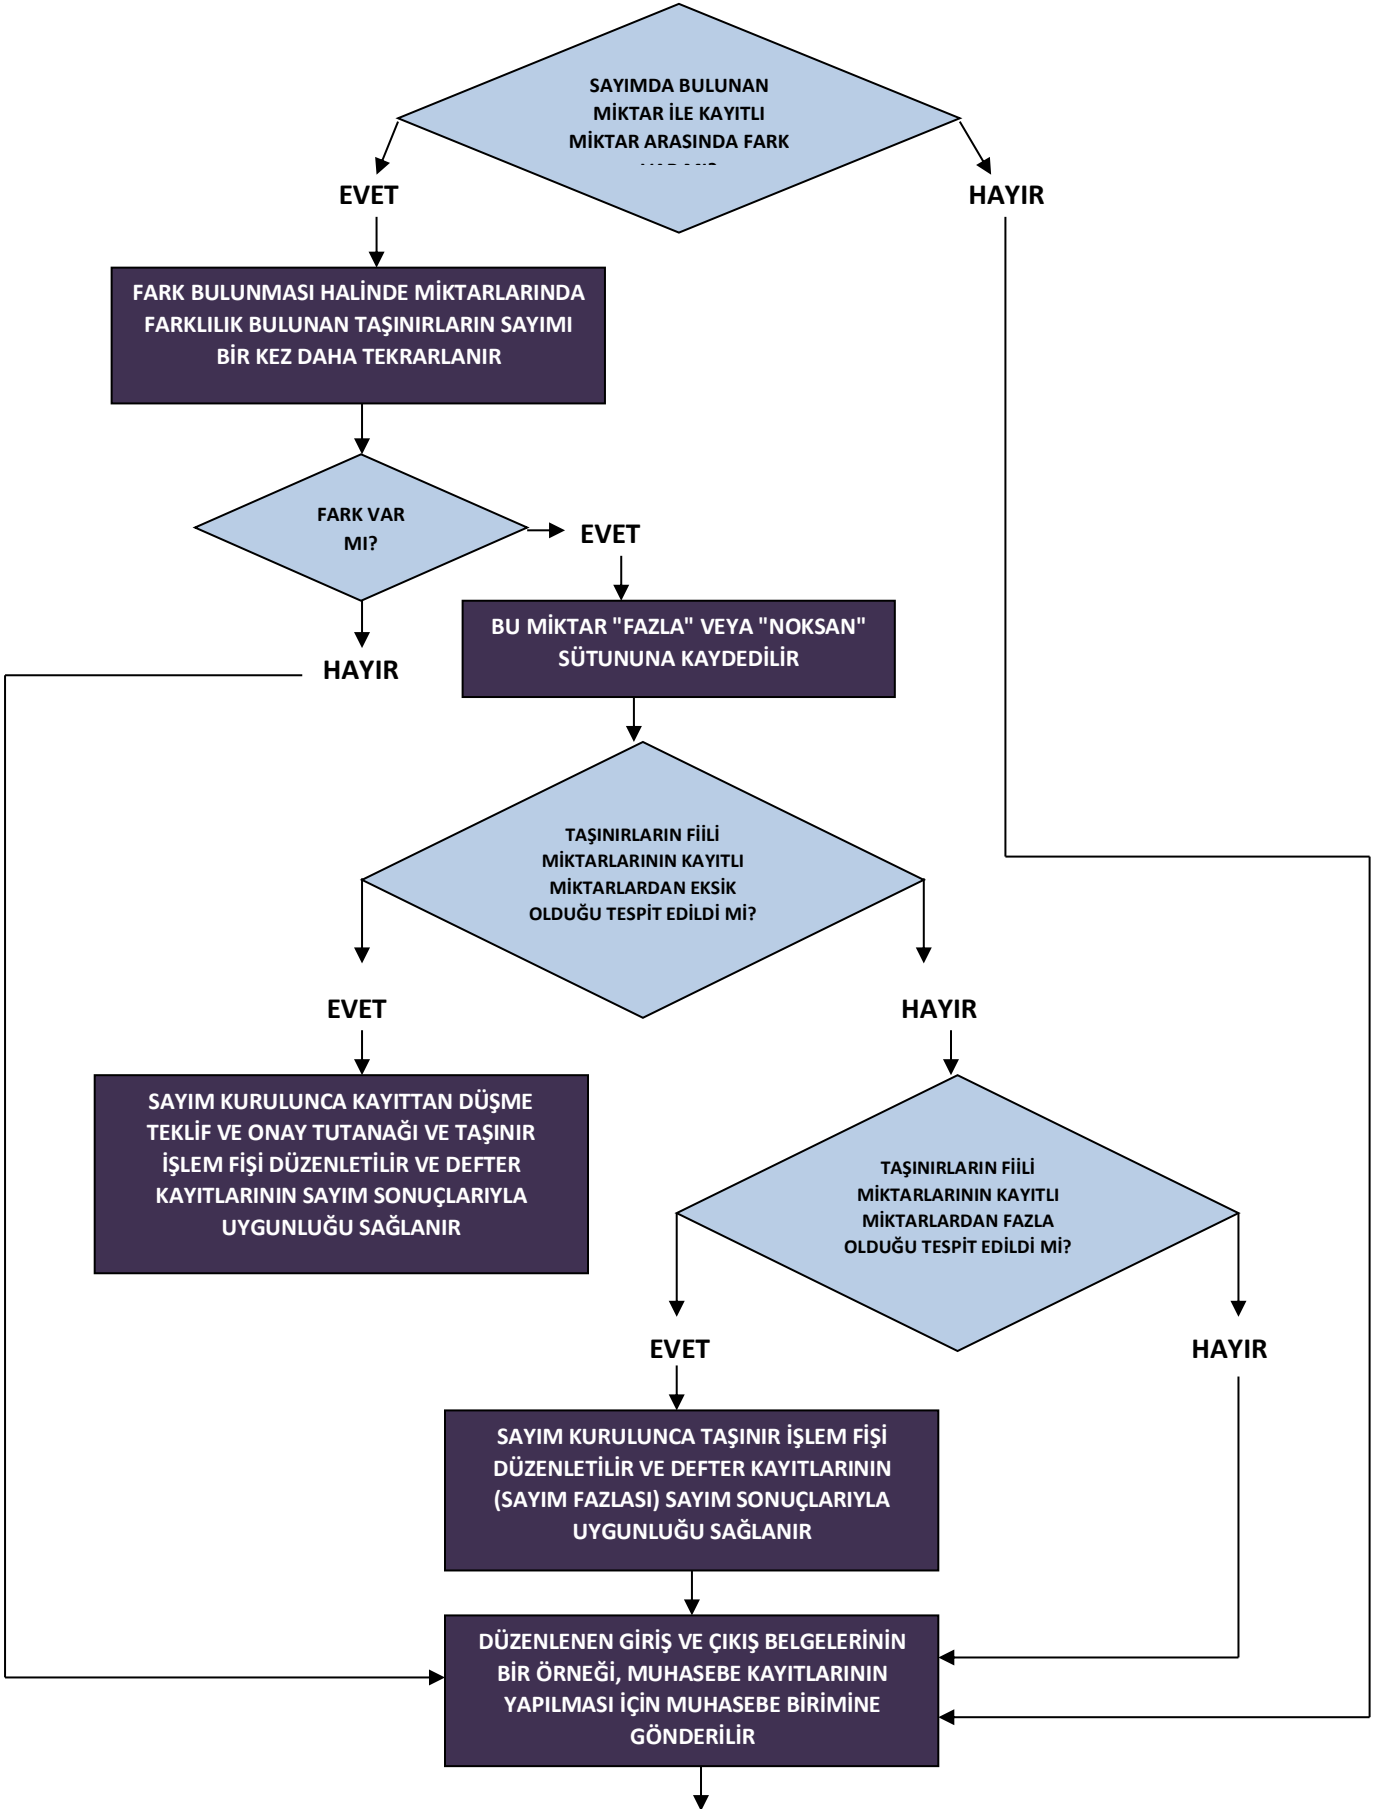 SAYIMDA BULUNAN
MİKTAR İLE KAYITLI
MİKTAR ARASINDA FARK
EVET
HAYIR
FARK BULUNMASI HALİNDE MİKTARLARINDA
FARKLILIK BULUNAN TAŞINIRLARIN SAYIMI
BİR KEZ DAHA TEKRARLANIR
FARK VAR
MI?
EVET
BU MİKTAR "FAZLA" VEYA "NOKSAN"
SÜTUNUNA KAYDEDİLİR
HAYIR
TAŞINIRLARIN FİİLİ
MİKTARLARININ KAYITLI
MİKTARLARDAN EKSİK
OLDUĞU TESPİT EDİLDİ Mİ?
EVET
HAYIR
SAYIM KURULUNCA KAYITTAN DÜŞME
TEKLİF VE ONAY TUTANAĞI VE TAŞINIR
İŞLEM FİŞİ DÜZENLETİLİR VE DEFTER
KAYITLARININ SAYIM SONUÇLARIYLA
UYGUNLUĞU SAĞLANIR
TAŞINIRLARIN FİİLİ
MİKTARLARININ KAYITLI
MİKTARLARDAN FAZLA
OLDUĞU TESPİT EDİLDİ Mİ?
EVET
HAYIR
SAYIM KURULUNCA TAŞINIR İŞLEM FİŞİ
DÜZENLETİLİR VE DEFTER KAYITLARININ
(SAYIM FAZLASI) SAYIM SONUÇLARIYLA
UYGUNLUĞU SAĞLANIR
DÜZENLENEN GİRİŞ VE ÇIKIŞ BELGELERİNİN
BİR ÖRNEĞİ, MUHASEBE KAYITLARININ
YAPILMASI İÇİN MUHASEBE BİRİMİNE
GÖNDERİLİR